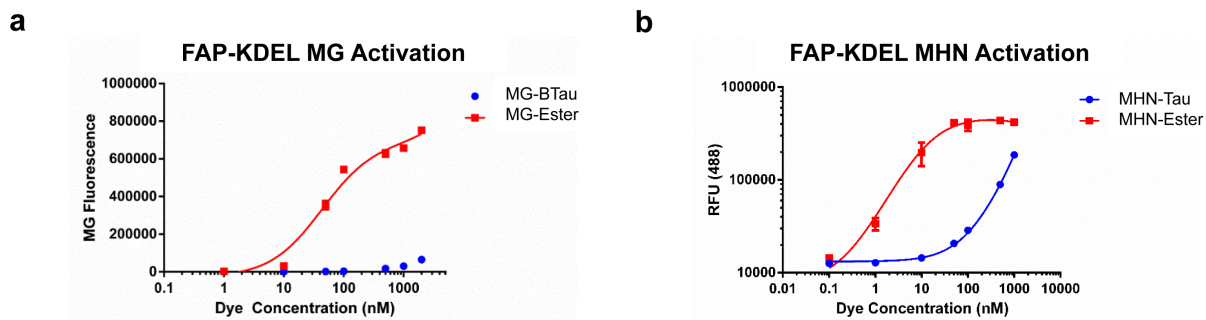 a
FAP-KDEL MG Activation
MG Fluorescence
1000000
800000
600000
400000
200000
0
0.1
1
10
100
1000
Dye Concentration (nM)
MG-BTau
MG-Ester
b
FAP-KDEL MHN Activation
RFU (488)
1000000
100000
10000
0.01
0.1
1
10
100
1000
10000
Dye Concentration (nM)
MHN-Tau
MHN-Ester